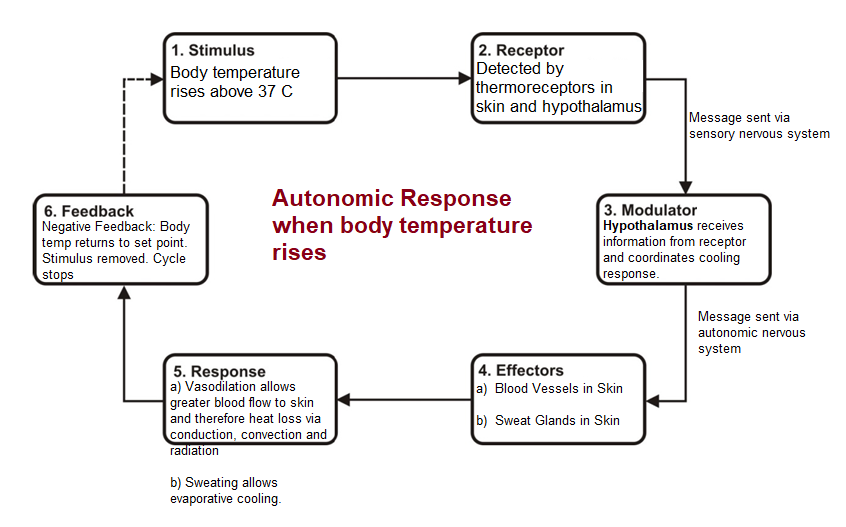 1. Stimulus
Body temperature
rises above 37 C
2. Receptor
Detected by
thermoreceptors in
skin and hypothalamus
Message sent via
sensory nervous system
3. Modulator
Hypothalamus receives
information from receptor
and coordinates cooling
response.
Message sent via
autonomic nervous
system
4. Effectors
a) Blood Vessels in Skin
b) Sweat Glands in Skin
5. Response
a) Vasodilation allows
greater blood flow to skin
and therefore heat loss via
conduction, convection and
radiation
b) Sweating allows
evaporative cooling.
6. Feedback
Negative Feedback: Body
temp returns to set point.
Stimulus removed. Cycle
stops
Autonomic Response
when body temperature
rises